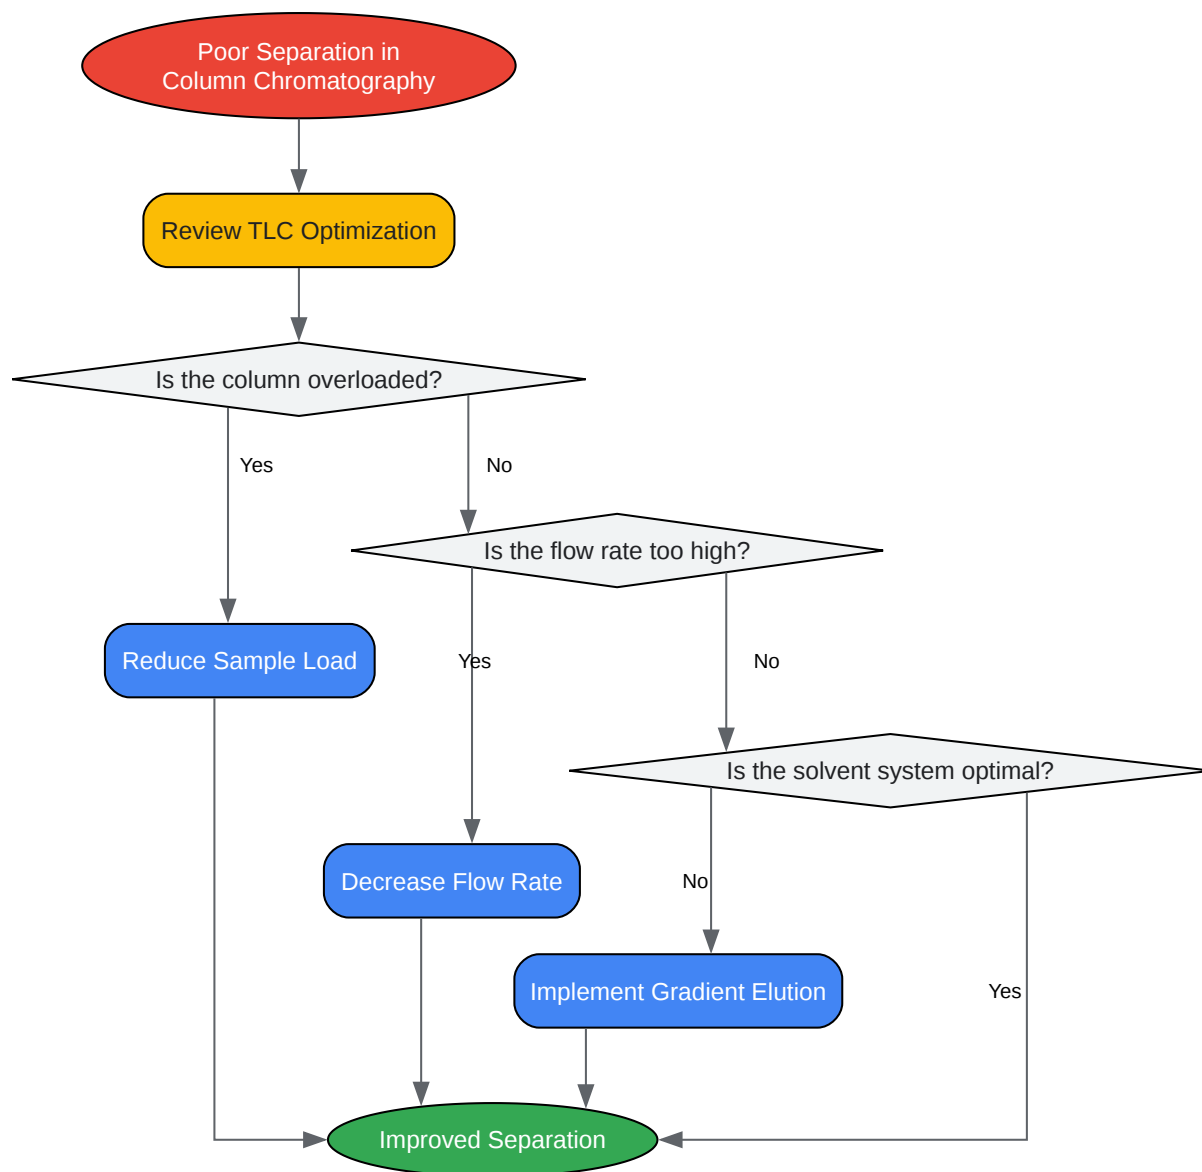 Poor Separation in
Column Chromatography
Review TLC Optimization
Is the column overloaded?
Yes
No
Is the flow rate too high?
Reduce Sample Load
Yes
No
Is the solvent system optimal?
Decrease Flow Rate
No
Implement Gradient Elution
Yes
Improved Separation